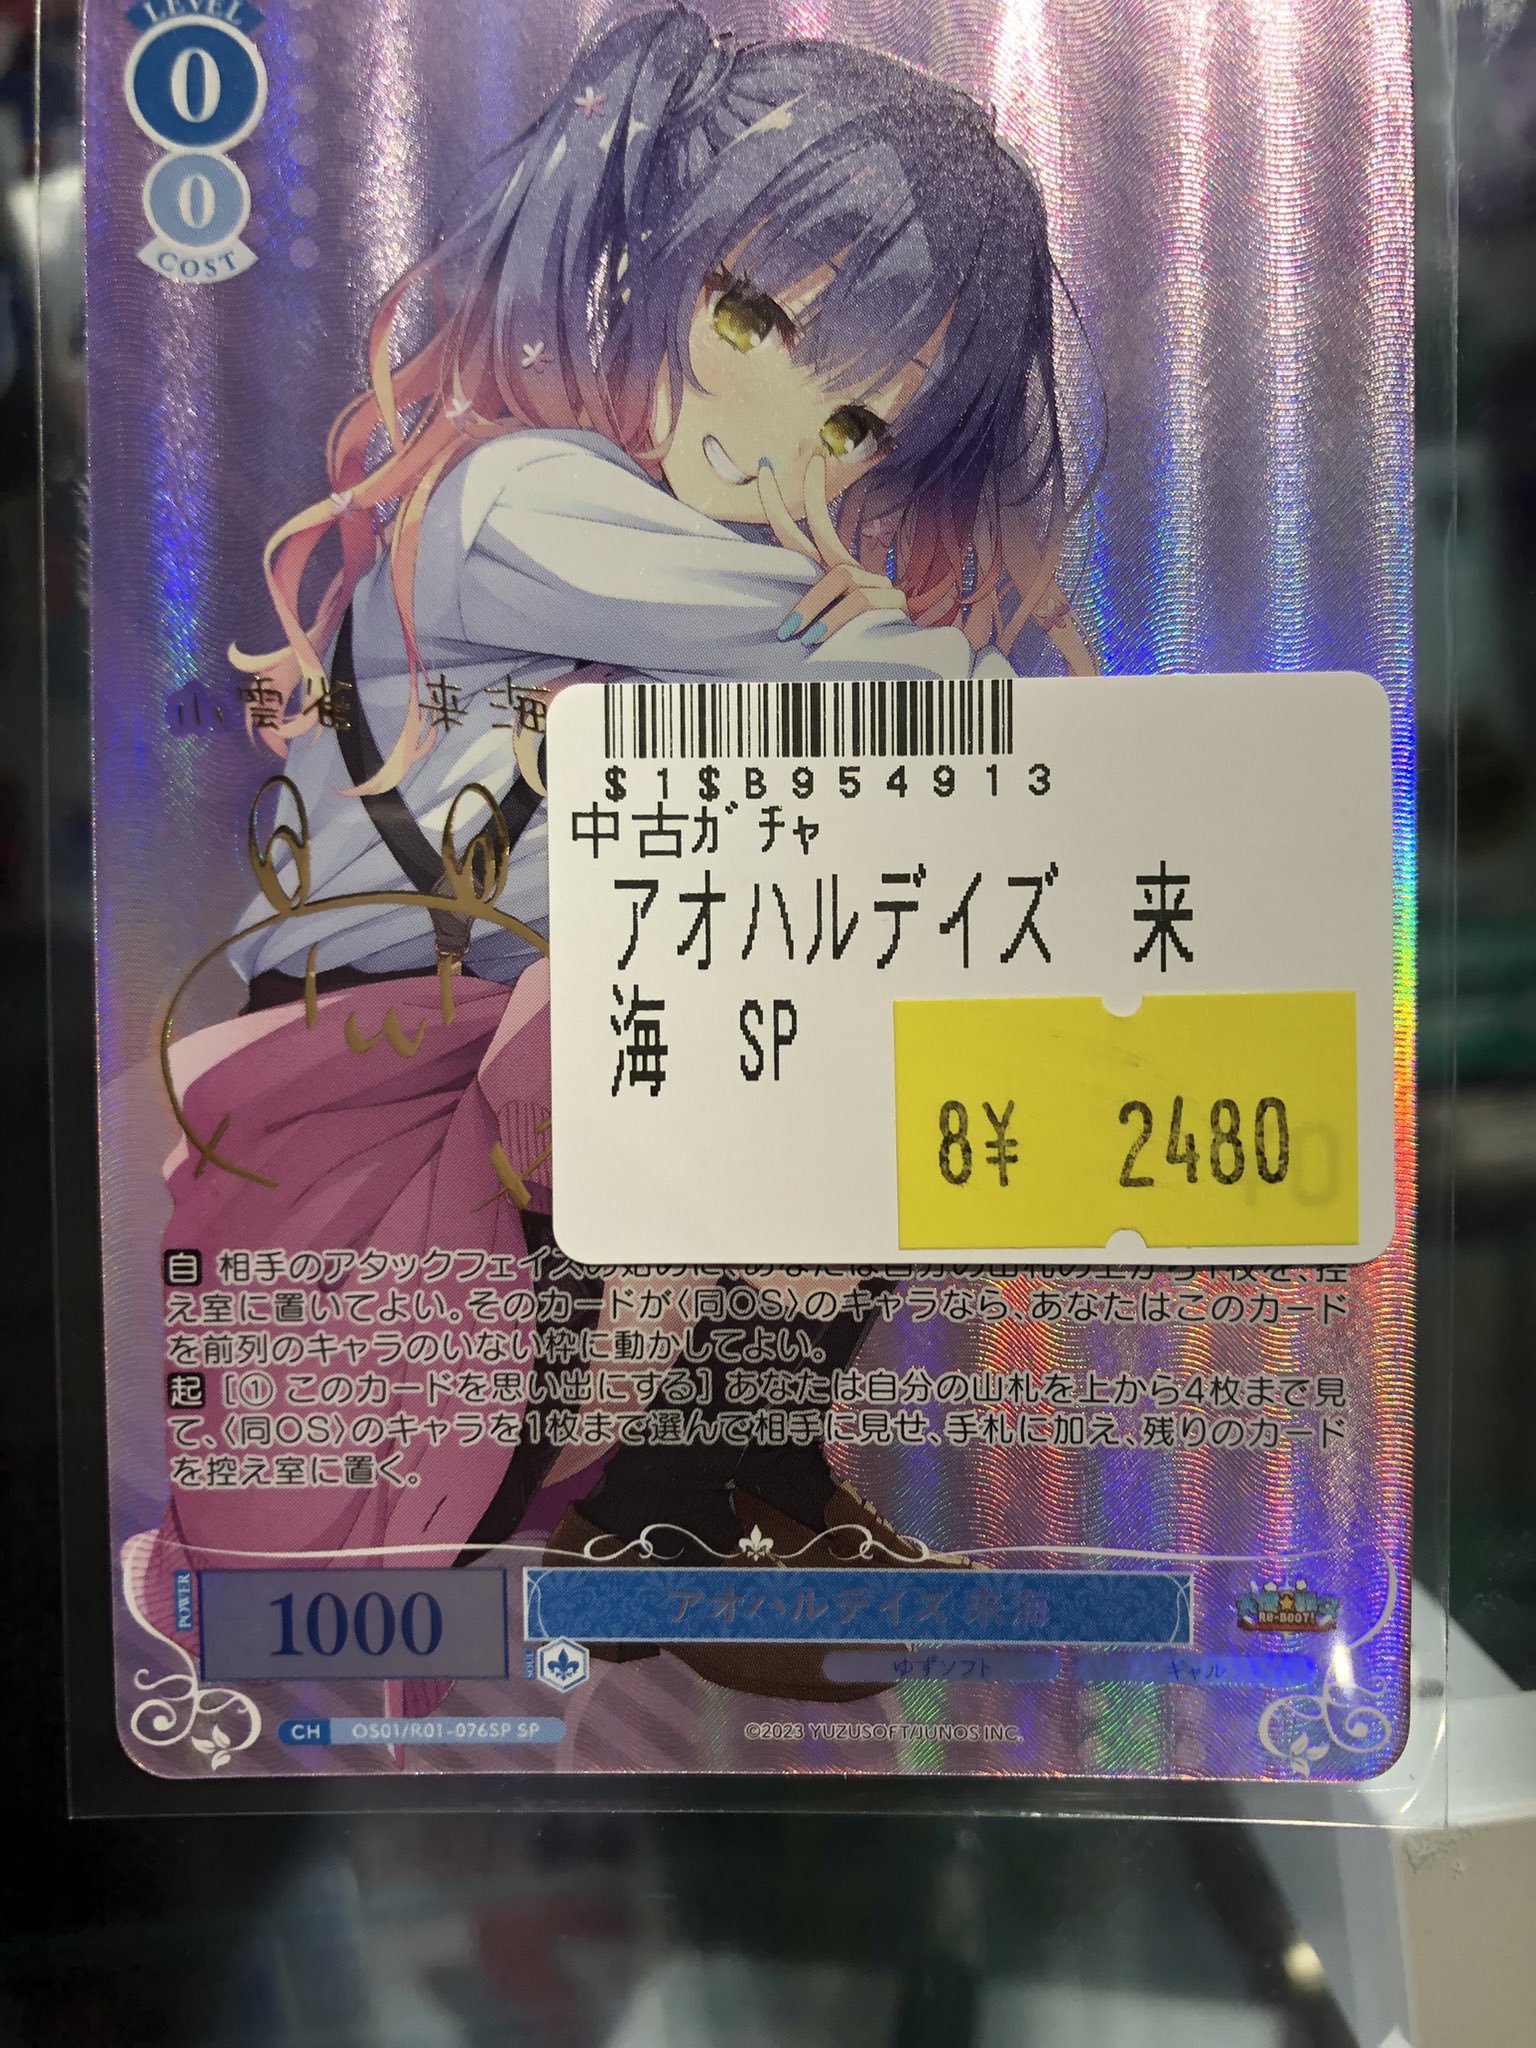 LEVEL
0
0
COST
小雲雀 来海
$1$B954913
中古ガチャ
アオハルデイズ 来
海 SP
8¥ 2480
自 相手のアタックフェイズの始めに、あなたは自分の山札の上から1枚を、控
え室に置いてよい。そのカードが〈同OS〉のキャラなら、あなたはこのカード
を前列のキャラのいない枠に動かしてよい。
起 [① このカードを思い出にする] あなたは自分の山札を上から4枚まで見
て、〈同OS〉のキャラを1枚まで選んで相手に見せ、手札に加え、残りのカード
を控え室に置く。
POWER
1000
アオハルデイズ 来海
Re-BOOT!
SOUL
ゆずソフト ギャル
CH OS01/R01-076SP SP
©2023 YUZUSOFT/JUNOS INC.